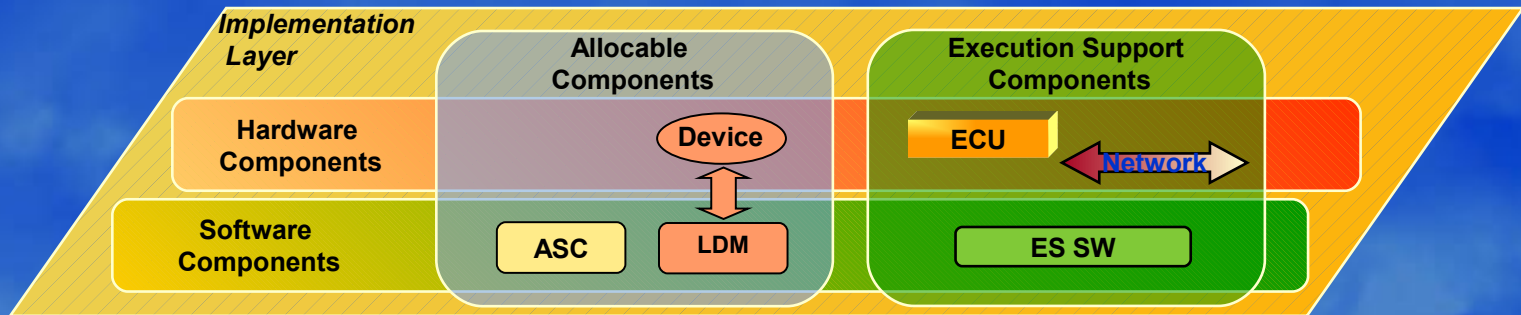 Implementation
Layer
Allocable
Components
Execution Support
Components
Hardware
Components
Device
ECU
Network
Software
Components
ASC
LDM
ES SW